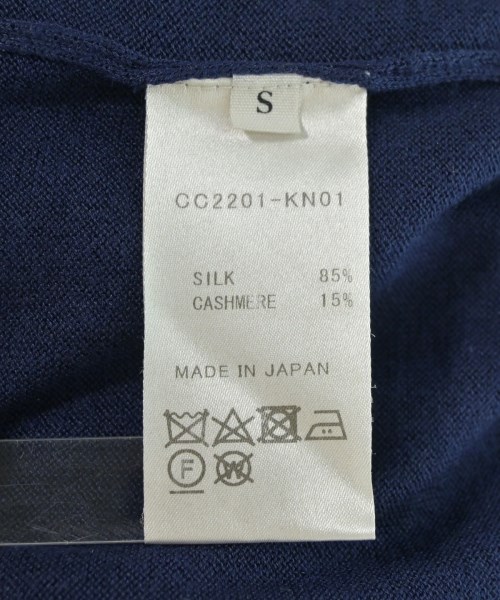 S
CC2201-KN01
SILK 85%
CASHMERE 15%
MADE IN JAPAN
F W